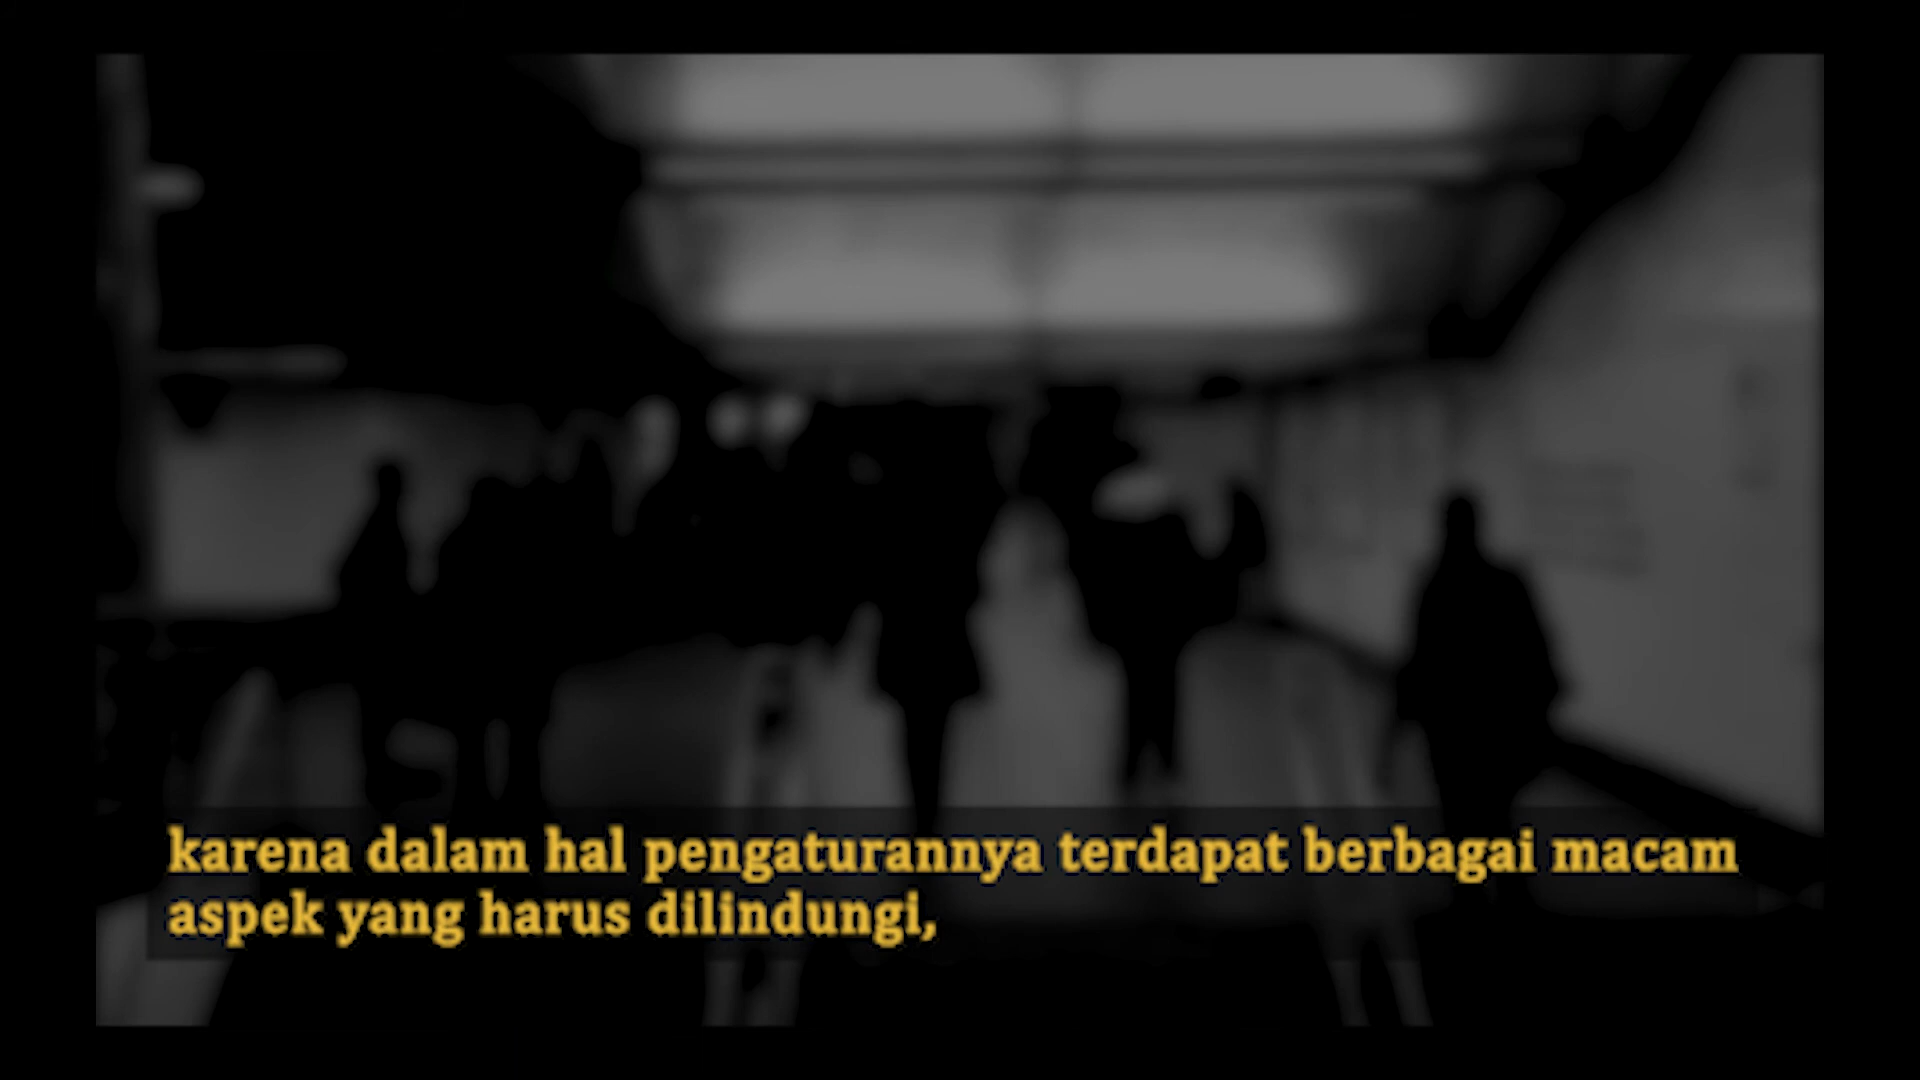 karena dalam hal pengaturannya terdapat berbagai macam
aspek yang harus dilindungi,